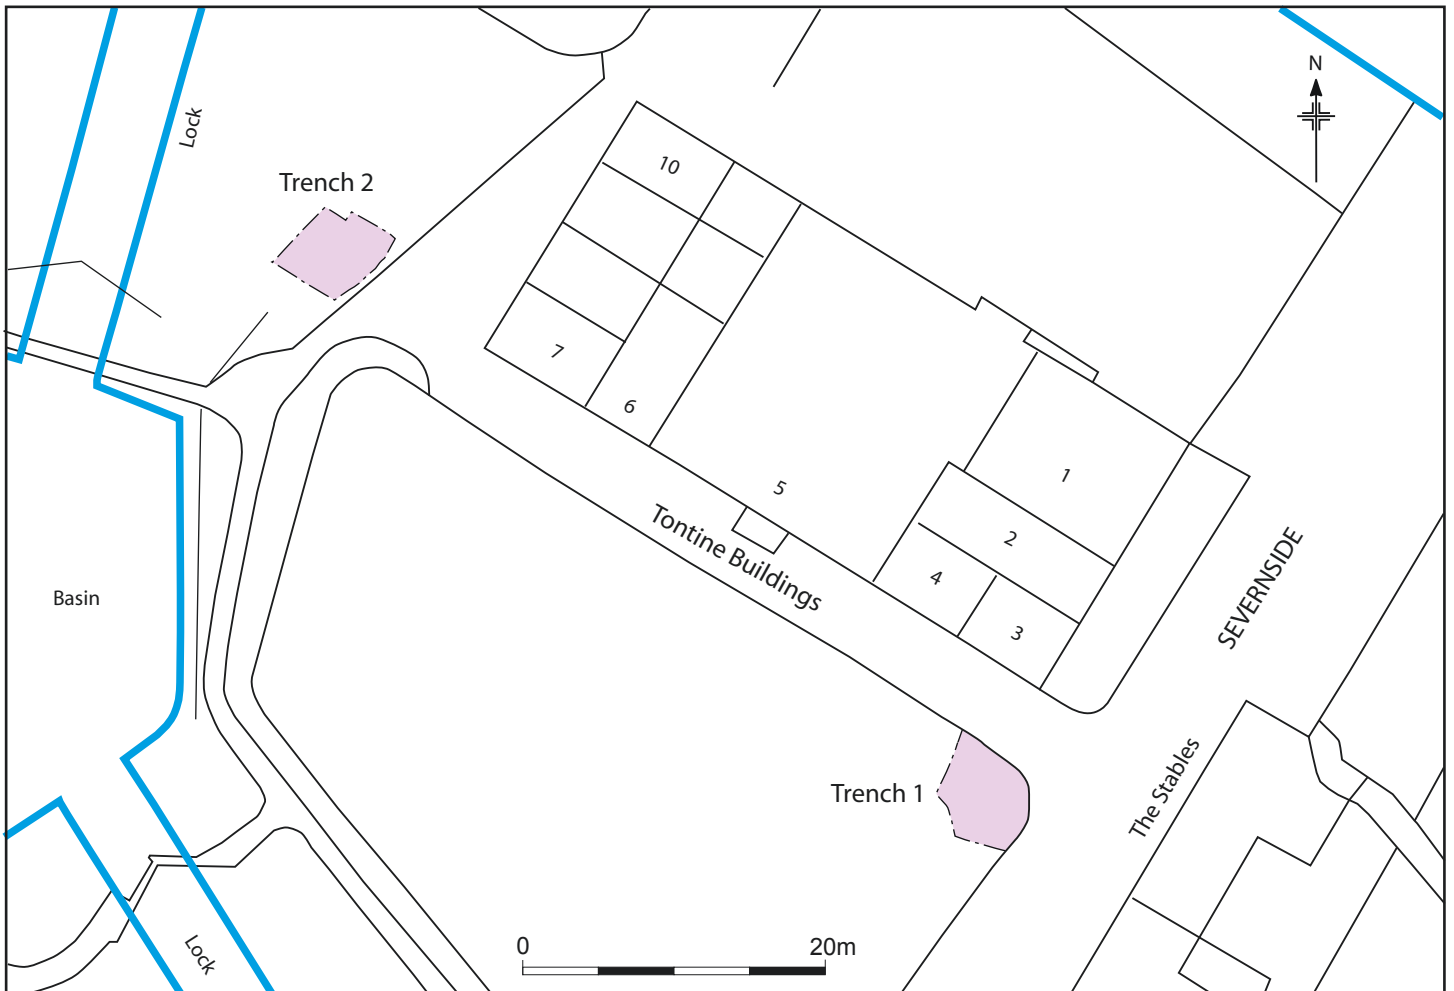 N
Lock
Trench 2
10
7
6
5
1
2
4
3
Tontine Buildings
SEVERNSIDE
Basin
Trench 1
The Stables
Lock
0
20m